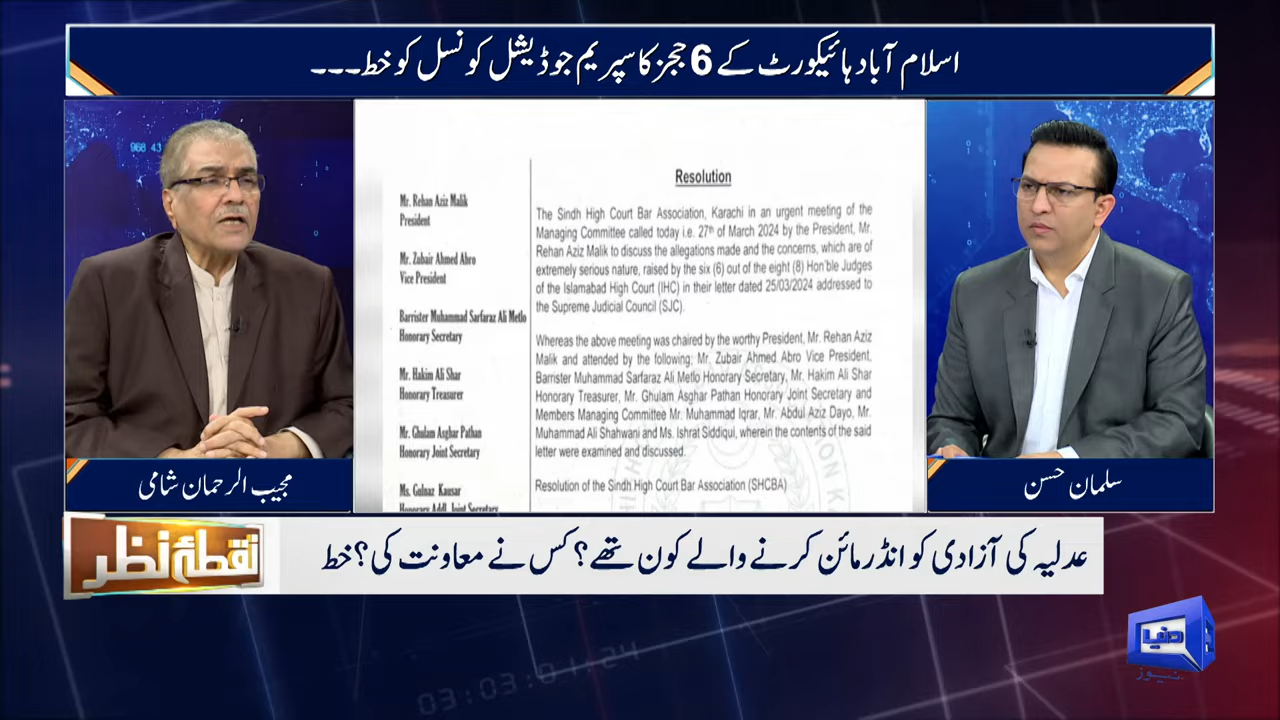 اسلام آباد ہائیکورٹ کے 6 ججز کا سپریم جوڈیشل کونسل کو خط ۔۔۔
968 43
Resolution
Mr. Rehan Aziz Malik
President
Mr. Zubair Ahmed Abro
Vice President
Barrister Muhammad Sarfaraz Ali Metlo
Honorary Secretary
Mr. Hakim Ali Shar
Honorary Treasurer
Mr. Ghulam Asghar Pathan
Honorary Joint Secretary
Ms. Gulnaz Kausar
Honorary Addl. Joint Secretary
The Sindh High Court Bar Association, Karachi in an urgent meeting of the
Managing Committee called today i.e. 27th of March 2024 by the President, Mr.
Rehan Aziz Malik to discuss the allegations made and the concerns, which are of
extremely serious nature, raised by the six (6) out of the eight (8) Hon'ble Judges
of the Islamabad High Court (IHC) in their letter dated 25/03/2024 addressed to
the Supreme Judicial Council (SJC).
Whereas the above meeting was chaired by the worthy President, Mr. Rehan Aziz
Malik and attended by the following; Mr. Zubair Ahmed Abro Vice President,
Barrister Muhammad Sarfaraz Ali Metlo Honorary Secretary, Mr. Hakim Ali Shar
Honorary Treasurer, Mr. Ghulam Asghar Pathan Honorary Joint Secretary and
Members Managing Committee Mr. Muhammad Iqrar, Mr. Abdul Aziz Dayo, Mr.
Muhammad Ali Shahwani and Ms. Ishrat Siddiqui, wherein the contents of the said
letter were examined and discussed.
Resolution of the Sindh High Court Bar Association (SHCBA)
مجیب الرحمان شامی
سلمان حسن
نقطۂ نظر
عدلیہ کی آزادی کو انڈرمائن کرنے والے کون تھے؟ کس نے معاونت کی؟ خط
دنیا
نیوز
03:03:01:24